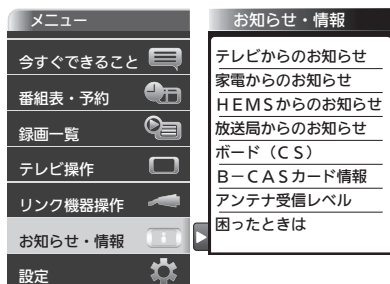 メニュー
今すぐできること
番組表・予約
録画一覧
テレビ操作
リンク機器操作
お知らせ・情報
設定
お知らせ・情報
テレビからのお知らせ
家電からのお知らせ
ＨＥＭＳからのお知らせ
放送局からのお知らせ
ボード（ＣＳ）
Ｂ－ＣＡＳカード情報
アンテナ受信レベル
困ったときは